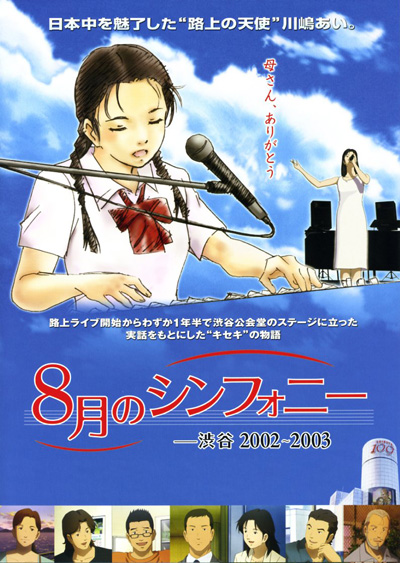 日本中を魅了した“路上の天使”川嶋あい。
母さん、ありがとう
路上ライブ開始からわずか1年半で渋谷公会堂のステージに立った
実話をもとにした“キセキ”の物語
8月のシンフォニー
―渋谷 2002~2003